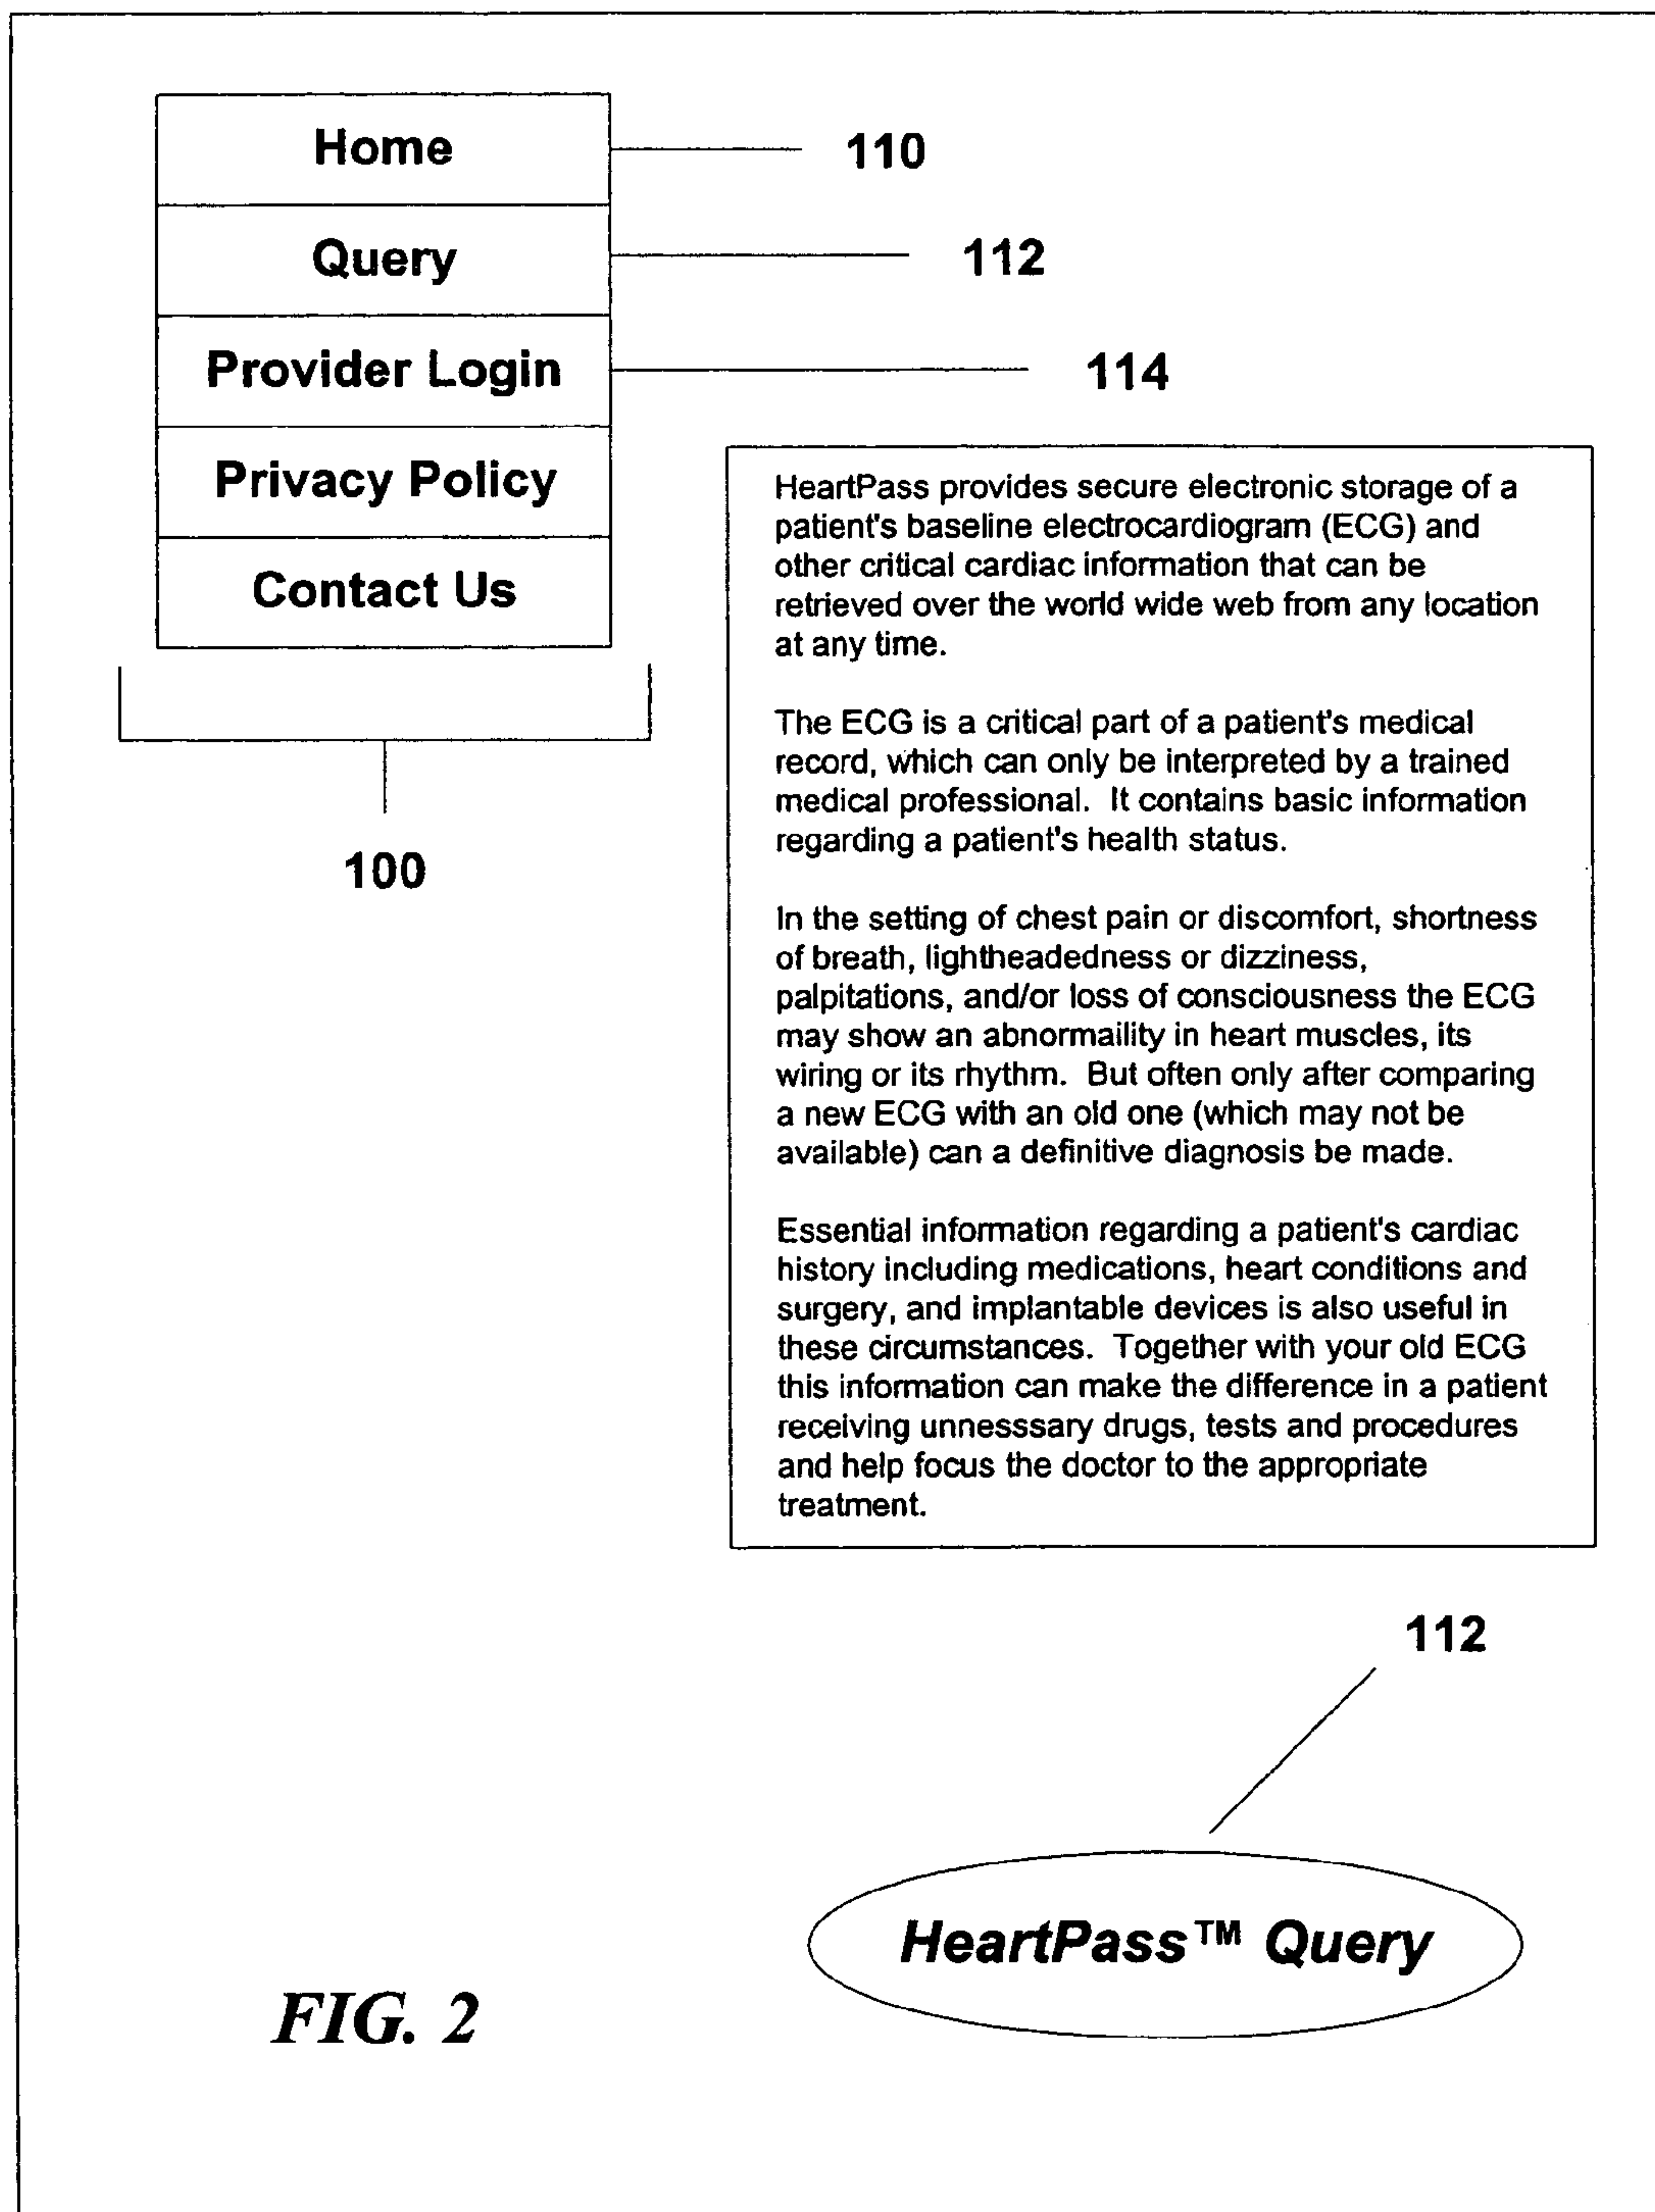 Home
110
Query
112
Provider Login
114
Privacy Policy
Contact Us
100
HeartPass provides secure electronic storage of a
patient's baseline electrocardiogram (ECG) and
other critical cardiac information that can be
retrieved over the world wide web from any location
at any time.
The ECG is a critical part of a patient's medical
record, which can only be interpreted by a trained
medical professional. It contains basic information
regarding a patient's health status.
In the setting of chest pain or discomfort, shortness
of breath, lightheadedness or dizziness,
palpitations, and/or loss of consciousness the ECG
may show an abnormaility in heart muscles, its
wiring or its rhythm. But often only after comparing
a new ECG with an old one (which may not be
available) can a definitive diagnosis be made.
Essential information regarding a patient's cardiac
history including medications, heart conditions and
surgery, and implantable devices is also useful in
these circumstances. Together with your old ECG
this information can make the difference in a patient
receiving unnesssary drugs, tests and procedures
and help focus the doctor to the appropriate
treatment.
112
HeartPass™ Query
FIG. 2